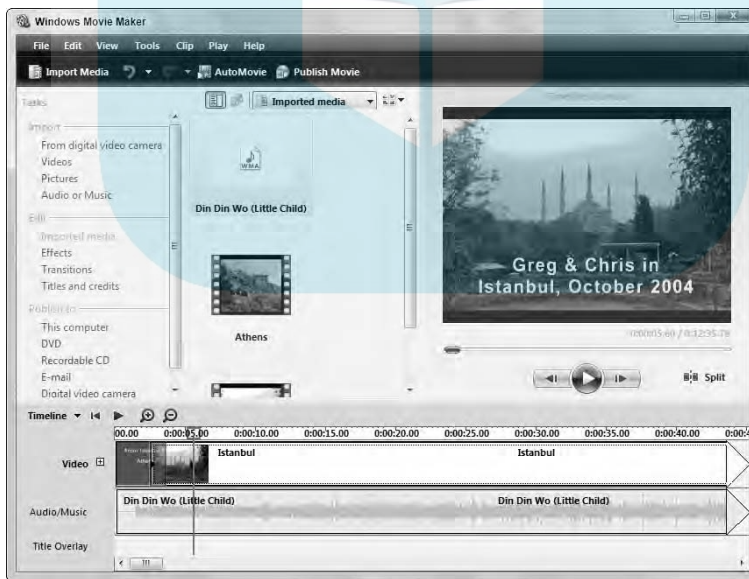 Windows Movie Maker
File Edit View Tools Clip Play Help
Import Media AutoMovie Publish Movie
Tasks
Imported media
Import
From digital video camera
Videos
Pictures
Audio or Music
Edit
Imported media
Effects
Transitions
Titles and credits
Publish to
This computer
DVD
Recordable CD
E-mail
Digital video camera
WMA
Din Din Wo (Little Child)
Athens
Greg & Chris in
Istanbul, October 2004
Split
Timeline
00.00 0:00:05.00 0:00:10.00 0:00:15.00 0:00:20.00 0:00:25.00 0:00:30.00 0:00:35.00 0:00:40.00
Video Istanbul Istanbul
Audio/Music Din Din Wo (Little Child) Din Din Wo (Little Child)
Title Overlay